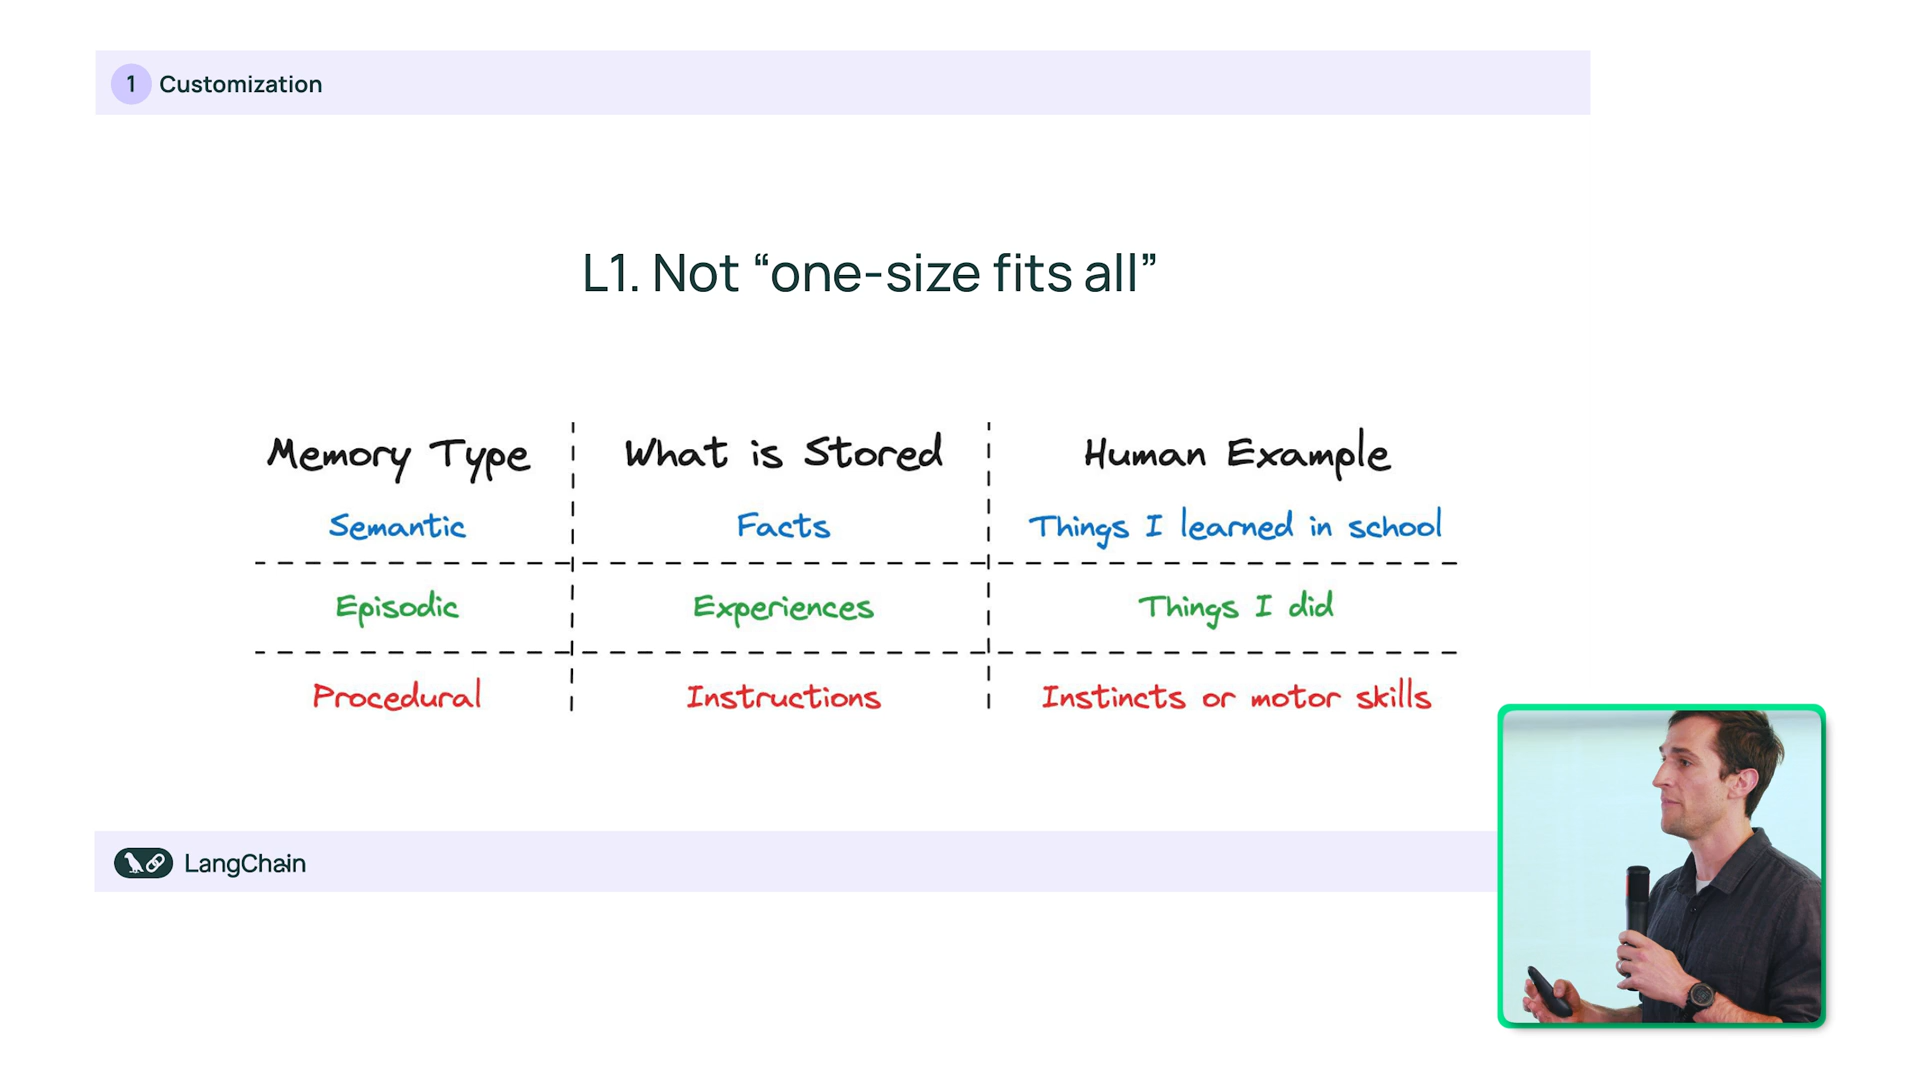 1 Customization
L1. Not “one-size fits all”
Memory Type What is Stored Human Example
Semantic Facts Things I learned in school
Episodic Experiences Things I did
Procedural Instructions Instincts or motor skills
LangChain